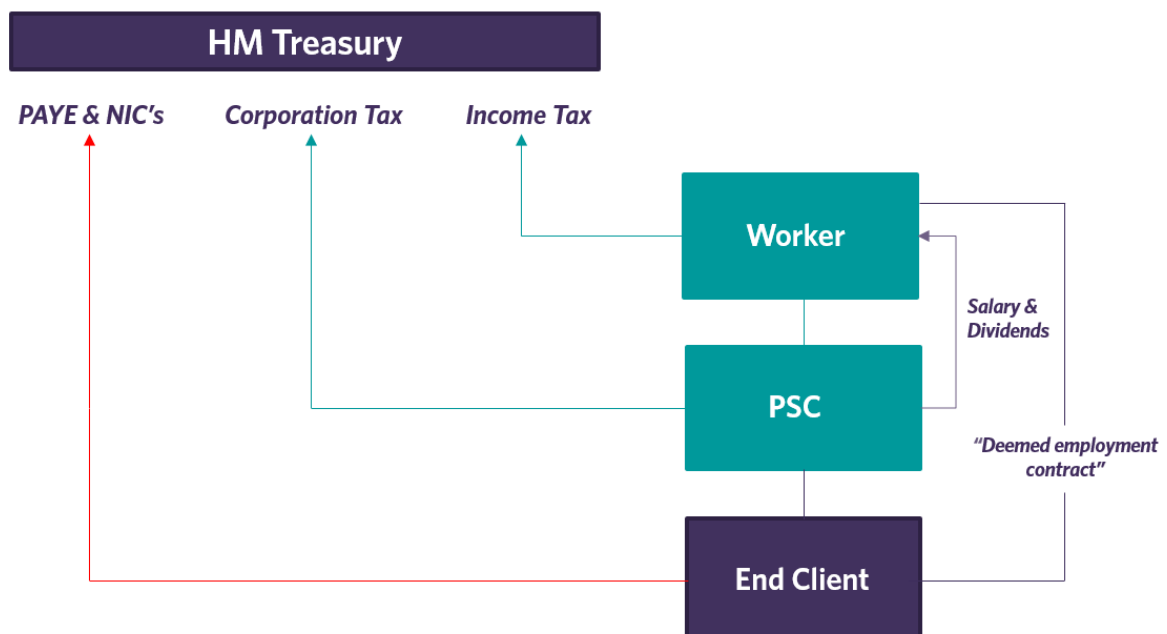 HM Treasury
PAYE & NIC's
Corporation Tax
Income Tax
Worker
Salary &
Dividends
PSC
“Deemed employment
contract”
End Client